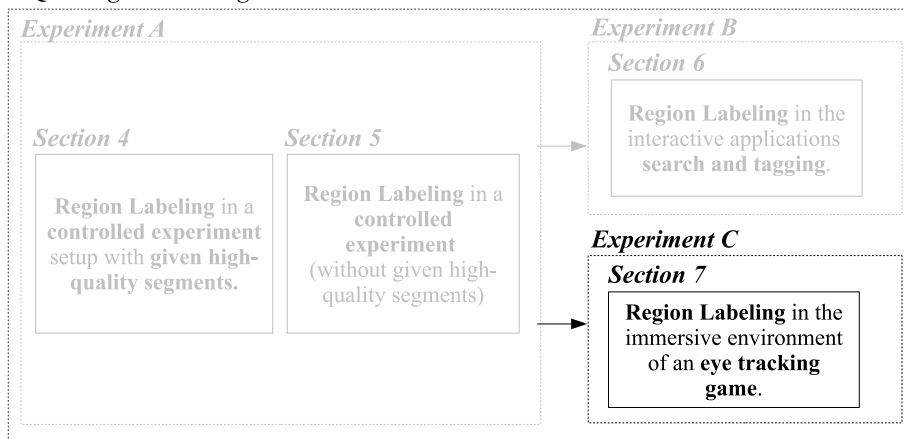 Experiment A
Section 4
Region Labeling in a
controlled experiment
setup with given high-
quality segments.
Section 5
Region Labeling in a
controlled
experiment
(without given high-
quality segments)
Experiment B
Section 6
Region Labeling in the
interactive applications
search and tagging.
Experiment C
Section 7
Region Labeling in the
immersive environment
of an eye tracking
game.